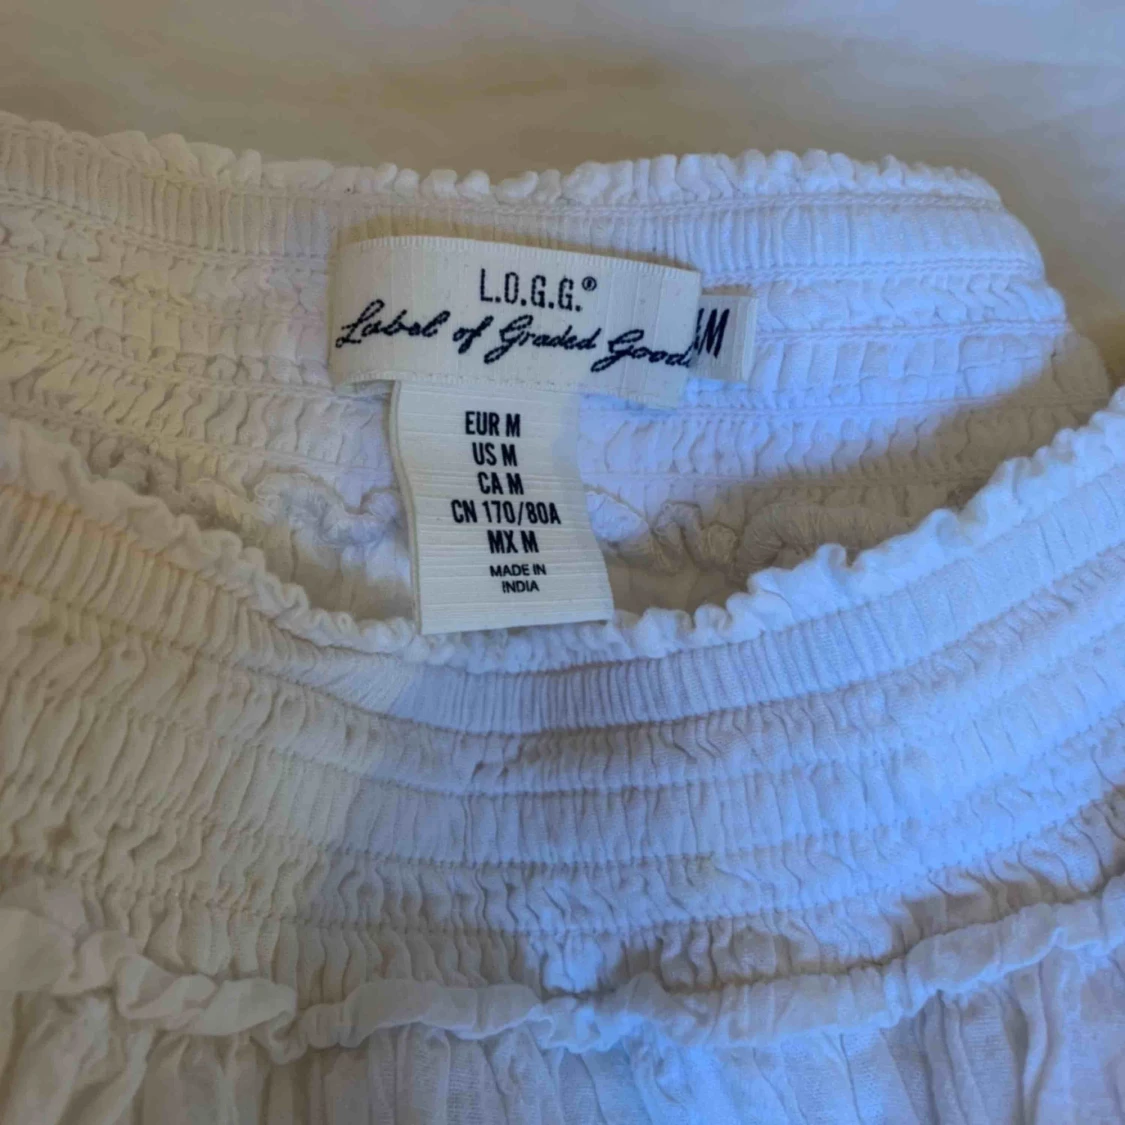 L.O.G.G.®
Label of Graded Goods
M
EUR M
US M
CA M
CN 170/80A
MX M
MADE IN
INDIA